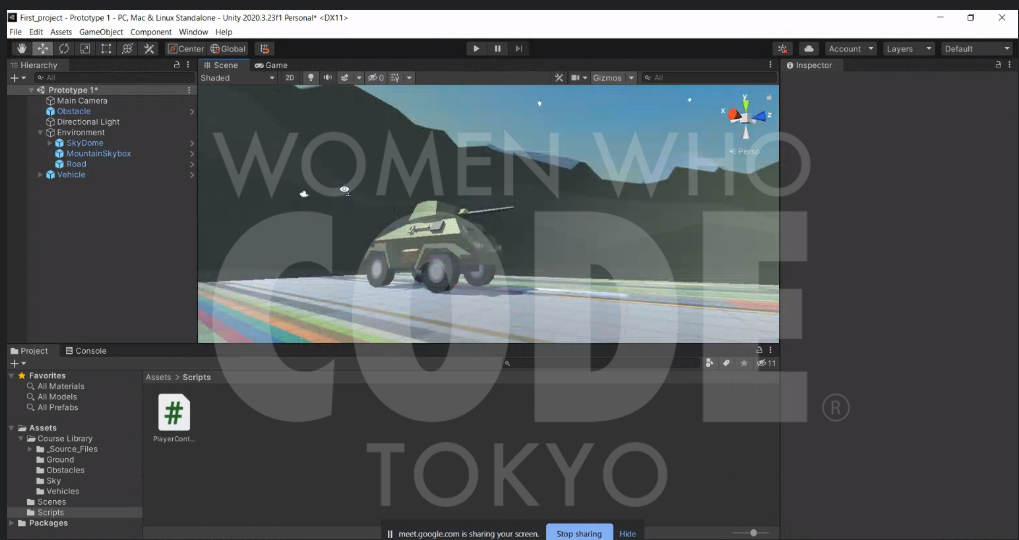 First_project - Prototype 1 - PC, Mac & Linux Standalone - Unity 2020.3.23f1 Personal* <DX11>
File Edit Assets GameObject Component Window Help
Center Global Account Layers Default
Hierarchy Scene Game Inspector
All Shaded 2D 0 Gizmos All
Prototype 1*
Main Camera
Obstacle
Directional Light
Environment
SkyDome
MountainSkybox
Road
Vehicle
y
x
z
Persp
WOMEN WHO
CODE
®
TOKYO
Project Console
11
Favorites
All Materials
All Models
All Prefabs
Assets > Scripts
#
PlayerCont...
Assets
Course Library
_Source_Files
Ground
Obstacles
Sky
Vehicles
Scenes
Scripts
Packages
meet.google.com is sharing your screen. Stop sharing Hide